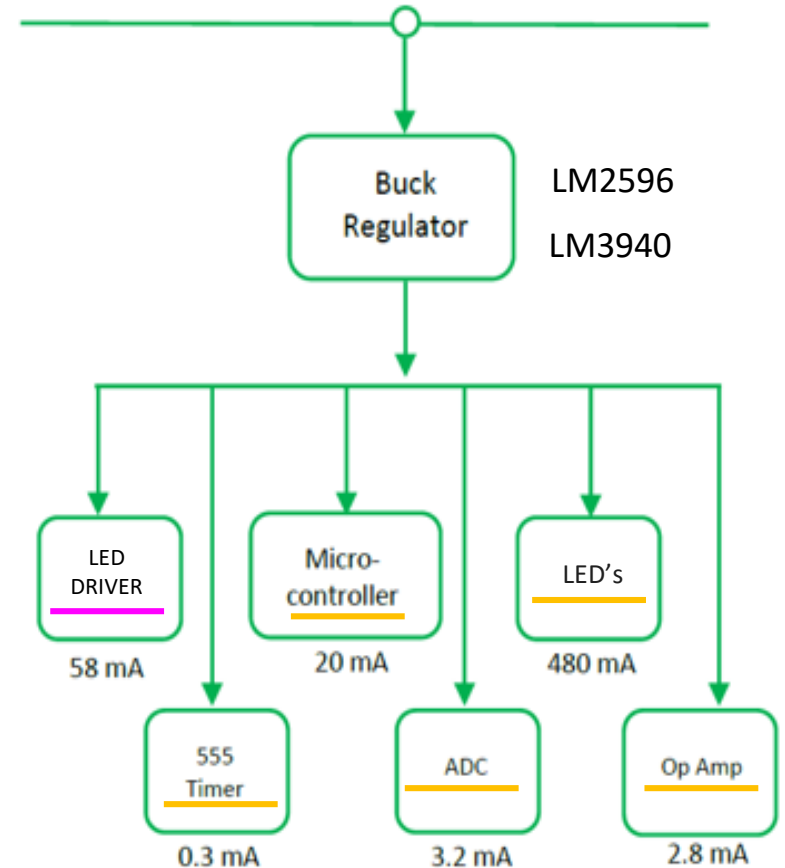 Buck
Regulator
LM2596
LM3940
LED
DRIVER
58 mA
Micro-
controller
20 mA
LED's
480 mA
555
Timer
0.3 mA
ADC
3.2 mA
Op Amp
2.8 mA